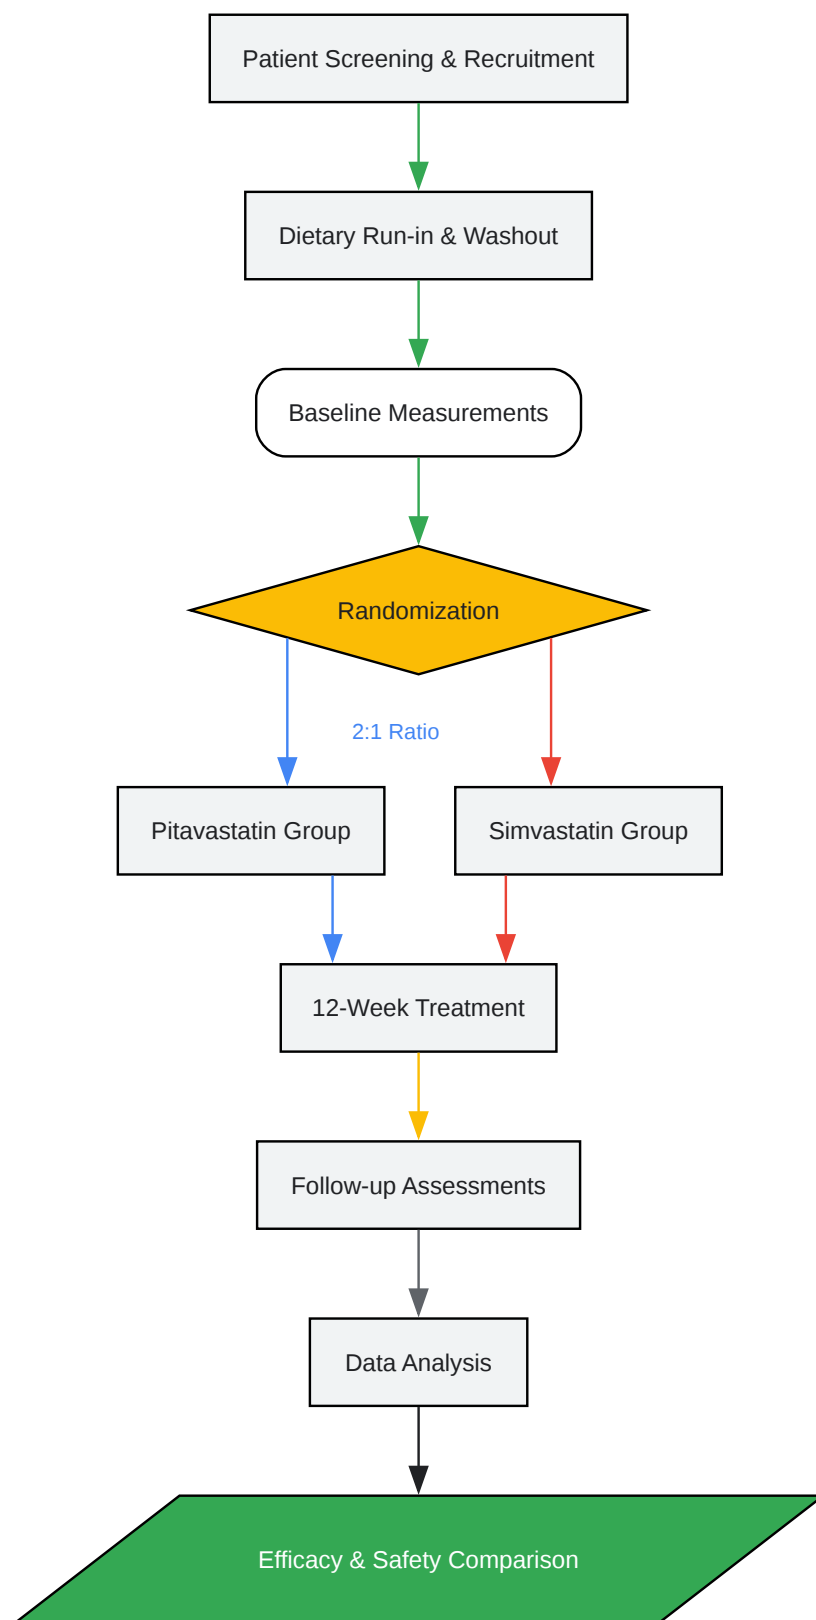 Patient Screening & Recruitment
Dietary Run-in & Washout
Baseline Measurements
Randomization
2:1 Ratio
Pitavastatin Group
Simvastatin Group
12-Week Treatment
Follow-up Assessments
Data Analysis
Efficacy & Safety Comparison